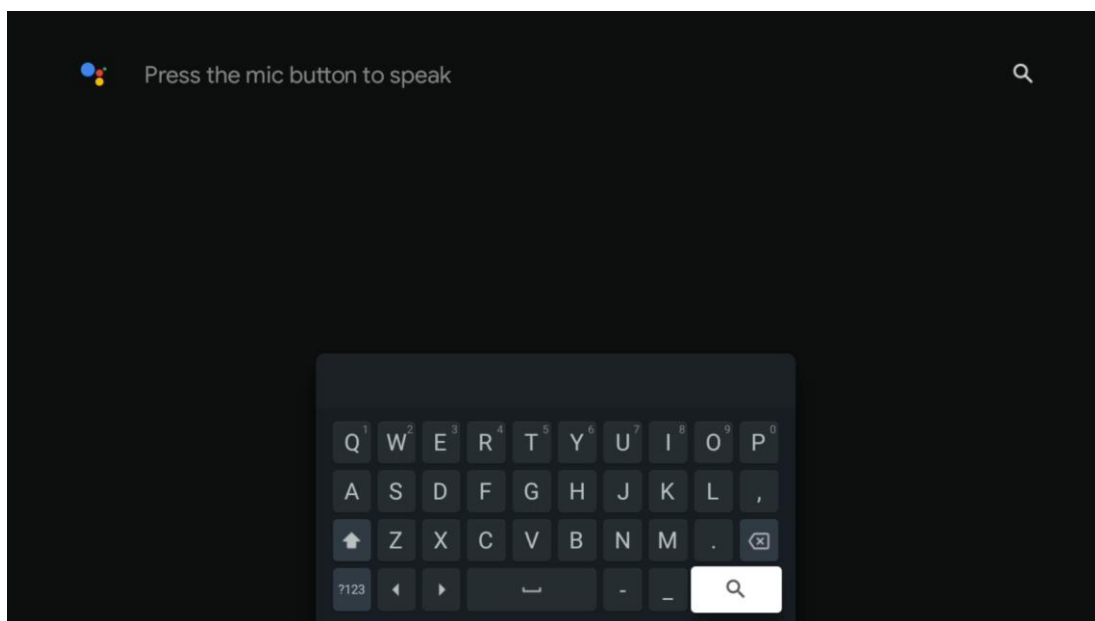 Press the mic button to speak
Q1 W2 E3 R4 T5 Y6 U7 I8 O9 P0
A S D F G H J K L ,
Z X C V B N M .
?123 - _